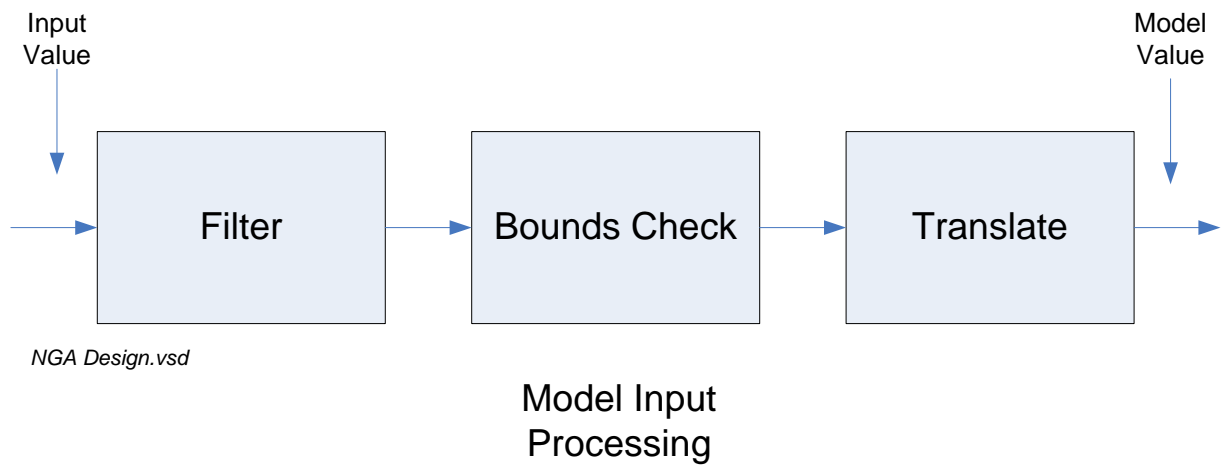 Input
Value
Model
Value
Filter
Bounds Check
Translate
NGA Design.vsd
Model Input
Processing